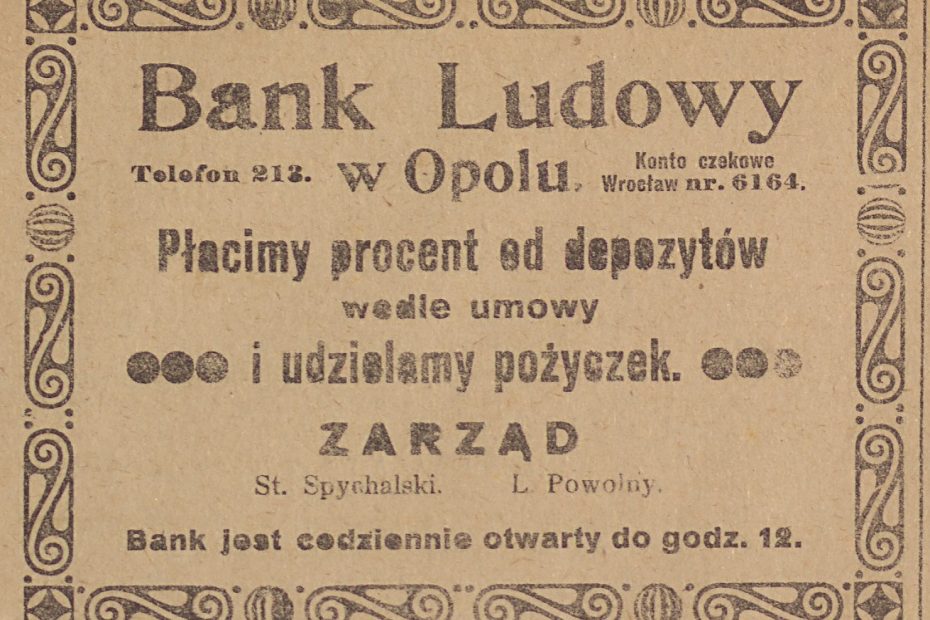 Bank Ludowy
Telefon 213. w Opolu, Konto czekowe
Wrocław nr. 6164.
Płacimy procent od depozytów
wedle umowy
i udzielamy pożyczek.
ZARZĄD
St. Spychalski. L. Powolny.
Bank jest codziennie otwarty do godz. 12.